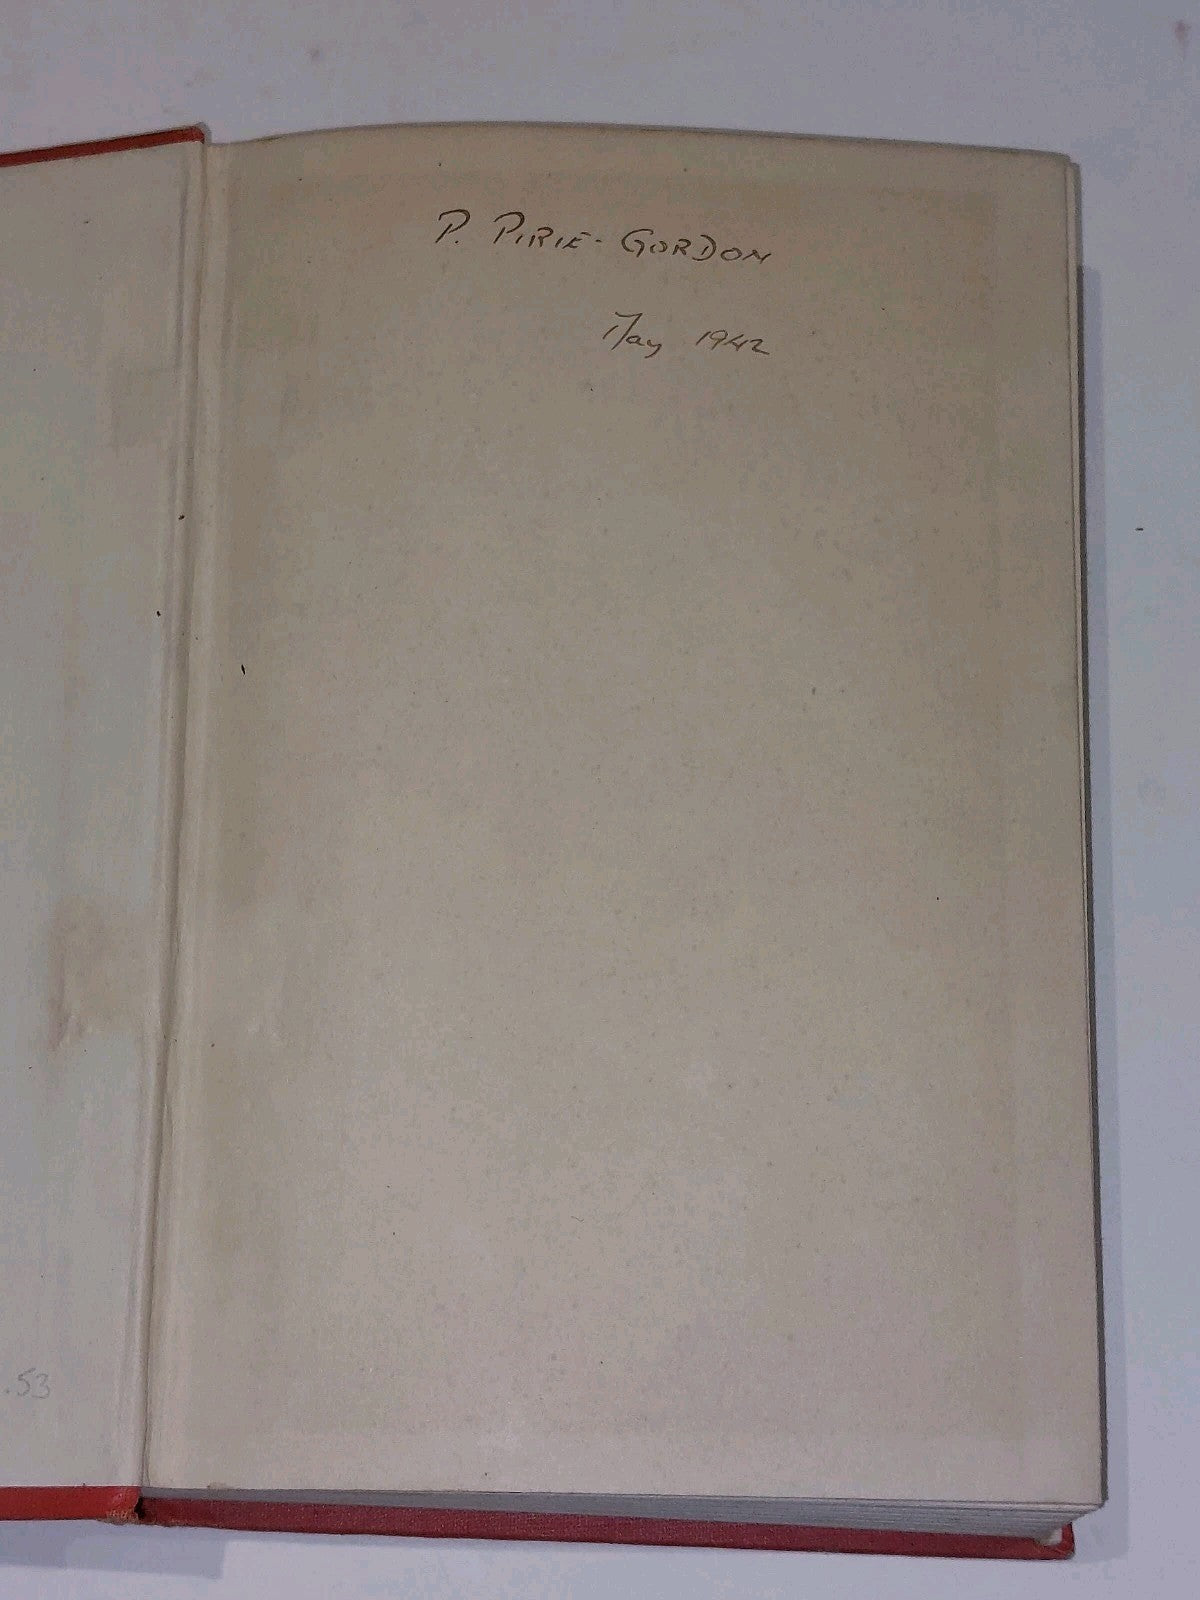 P. PIRIE-GORDON
May 1942
.53